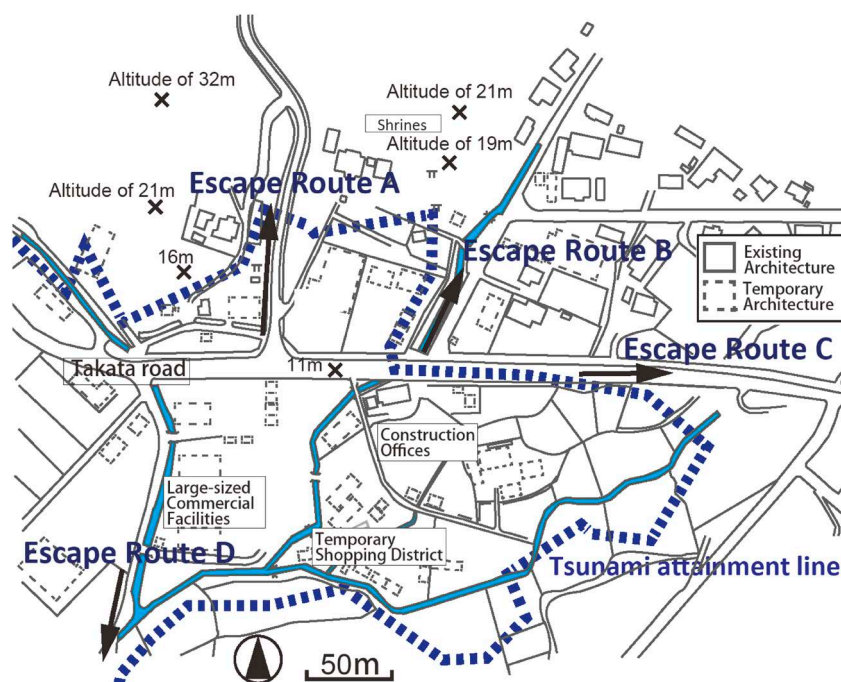 Altitude of 32m
Altitude of 21m
Shrines
Altitude of 19m
Escape Route A
Altitude of 21m
Escape Route B
16m
Existing
Architecture
Temporary
Architecture
Escape Route C
Takata road
11m
Construction
Offices
Large-sized
Commercial
Facilities
Escape Route D
Temporary
Shopping District
Tsunami attainment line
50m